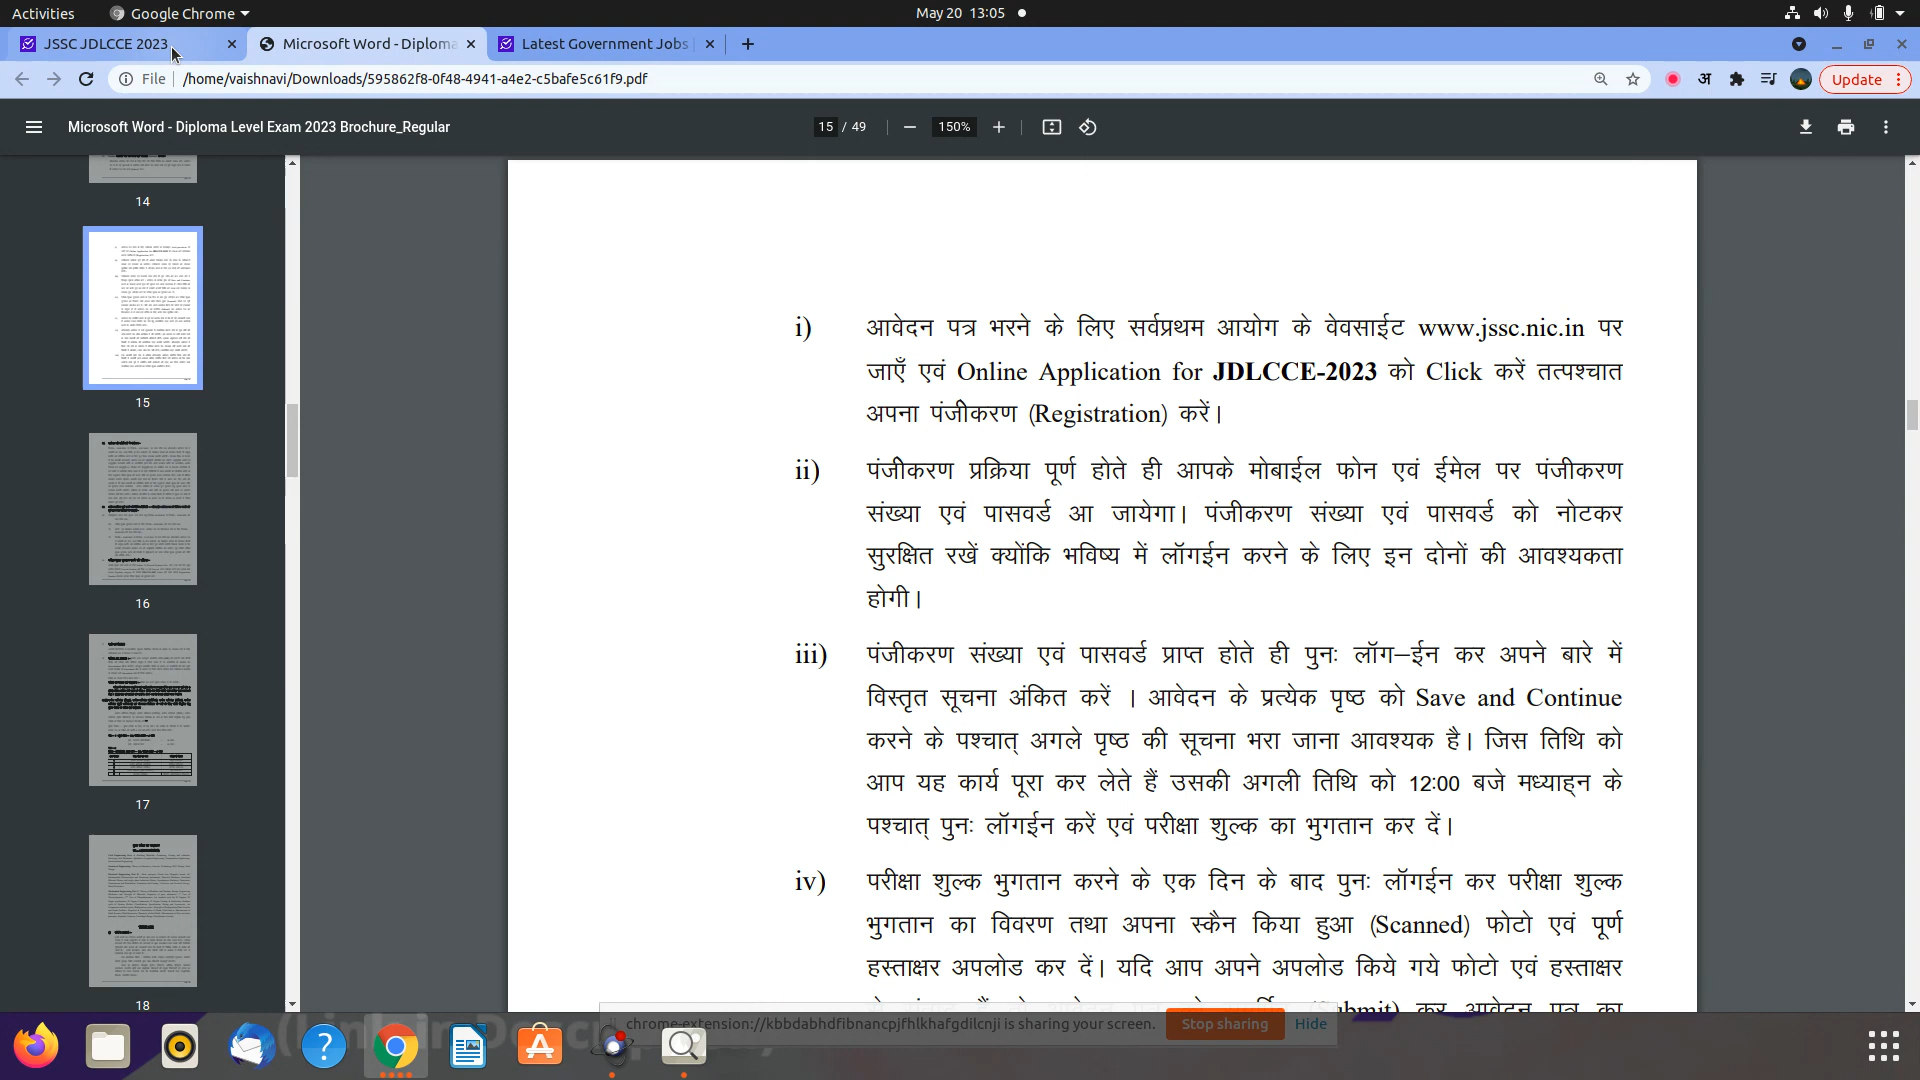 Activities
Google Chrome
May 20 13:05
JSSC JDLCCE 2023
Microsoft Word - Diploma
Latest Government Jobs
File
/home/vaishnavi/Downloads/595862f8-0f48-4941-a4e2-c5bafe5c61f9.pdf
अ
Update
Microsoft Word - Diploma Level Exam 2023 Brochure_Regular
15 / 49
150%
14
15
16
17
18
i) आवेदन पत्र भरने के लिए सर्वप्रथम आयोग के वेवसाईट www.jssc.nic.in पर
जाएँ एवं Online Application for JDLCCE-2023 को Click करें तत्पश्चात
अपना पंजीकरण (Registration) करें।
ii) पंजीकरण प्रक्रिया पूर्ण होते ही आपके मोबाईल फोन एवं ईमेल पर पंजीकरण
संख्या एवं पासवर्ड आ जायेगा। पंजीकरण संख्या एवं पासवर्ड को नोटकर
सुरक्षित रखें क्योंकि भविष्य में लॉगईन करने के लिए इन दोनों की आवश्यकता
होगी।
iii) पंजीकरण संख्या एवं पासवर्ड प्राप्त होते ही पुनः लॉग–ईन कर अपने बारे में
विस्तृत सूचना अंकित करें । आवेदन के प्रत्येक पृष्ठ को Save and Continue
करने के पश्चात् अगले पृष्ठ की सूचना भरा जाना आवश्यक है। जिस तिथि को
आप यह कार्य पूरा कर लेते हैं उसकी अगली तिथि को 12:00 बजे मध्याह्न के
पश्चात् पुनः लॉगईन करें एवं परीक्षा शुल्क का भुगतान कर दें।
iv) परीक्षा शुल्क भुगतान करने के एक दिन के बाद पुनः लॉगईन कर परीक्षा शुल्क
भुगतान का विवरण तथा अपना स्कैन किया हुआ (Scanned) फोटो एवं पूर्ण
हस्ताक्षर अपलोड कर दें। यदि आप अपने अपलोड किये गये फोटो एवं हस्ताक्षर
(Submit) कर आवेदन पत्र का
chrome-extension://kbbdabhdfibnancpjfhlkhafgdilcnji is sharing your screen.
Stop sharing
Hide
(Link in